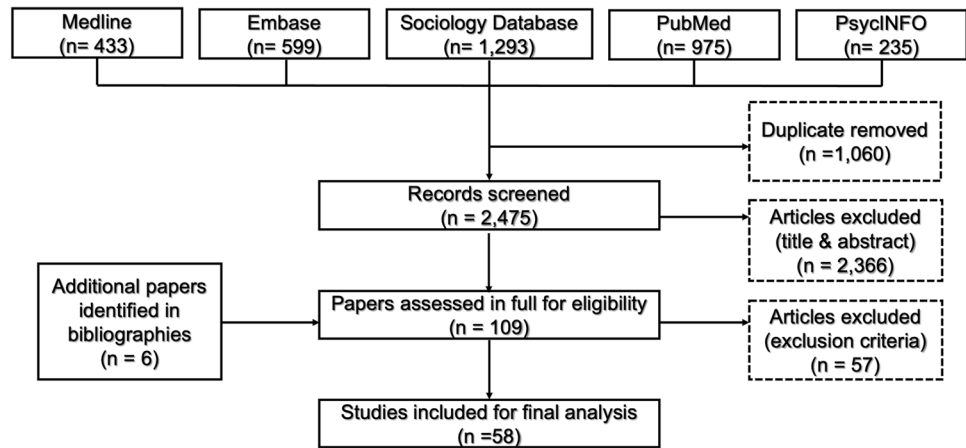 Medline
(n= 433)
Embase
(n= 599)
Sociology Database
(n= 1,293)
PubMed
(n= 975)
PsycINFO
(n= 235)
Duplicate removed
(n =1,060)
Records screened
(n = 2,475)
Articles excluded
(title & abstract)
(n = 2,366)
Additional papers
identified in
bibliographies
(n = 6)
Papers assessed in full for eligibility
(n = 109)
Articles excluded
(exclusion criteria)
(n = 57)
Studies included for final analysis
(n =58)